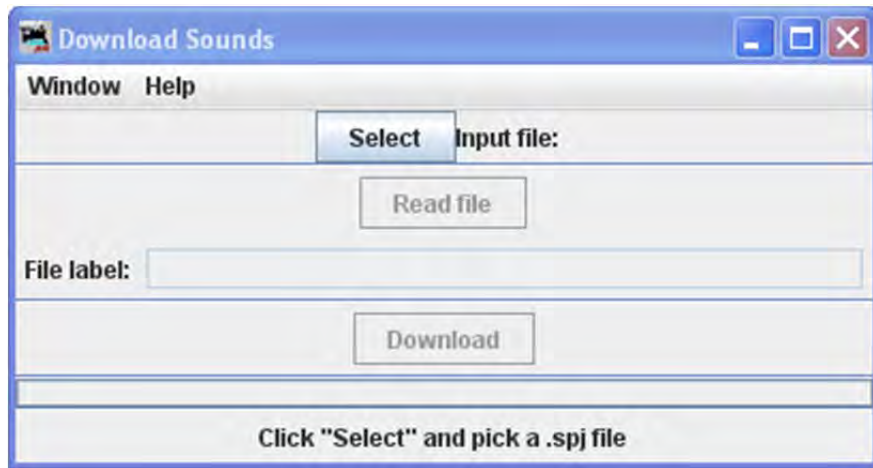 Download Sounds
Window Help
Select Input file:
Read file
File label:
Download
Click "Select" and pick a .spj file